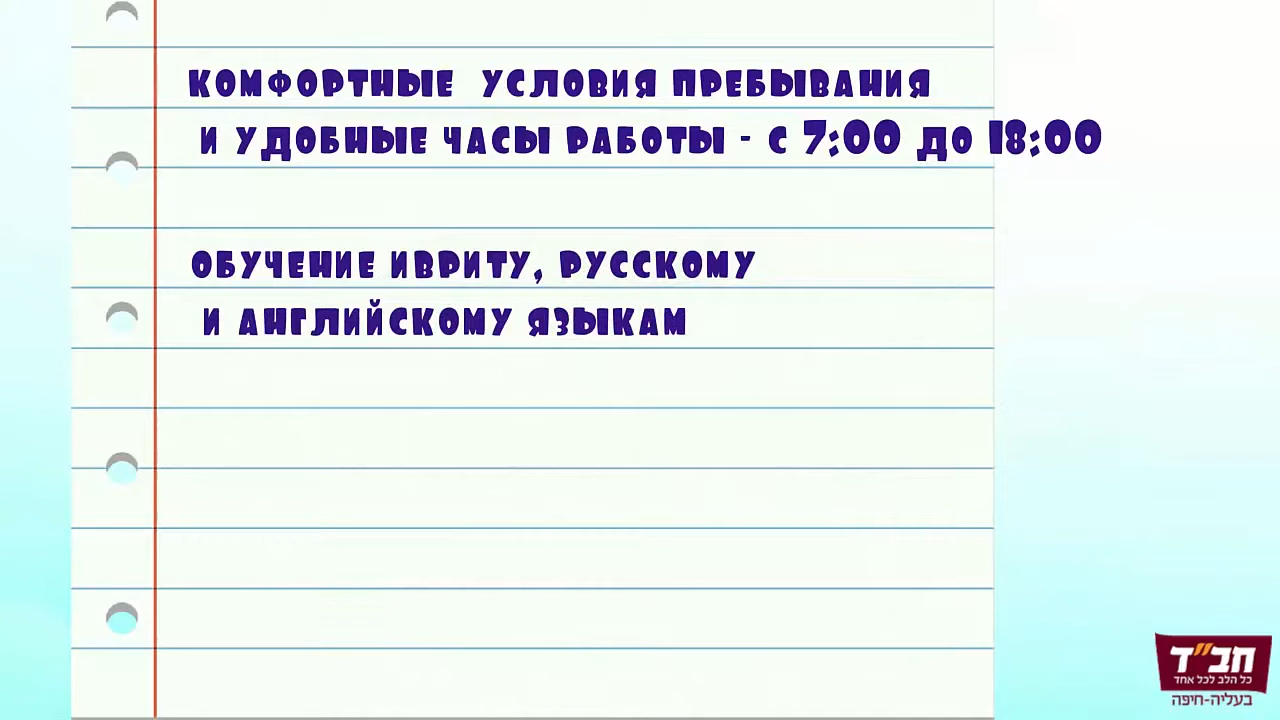 КОМФОРТНЫЕ УСЛОВИЯ ПРЕБЫВАНИЯ
И УДОБНЫЕ ЧАСЫ РАБОТЫ - С 7:00 ДО 18:00
ОБУЧЕНИЕ ИВРИТУ, РУССКОМУ
И АНГЛИЙСКОМУ ЯЗЫКАМ
חב"ד
כל הלב לכל אחד
בעליה-חיפה